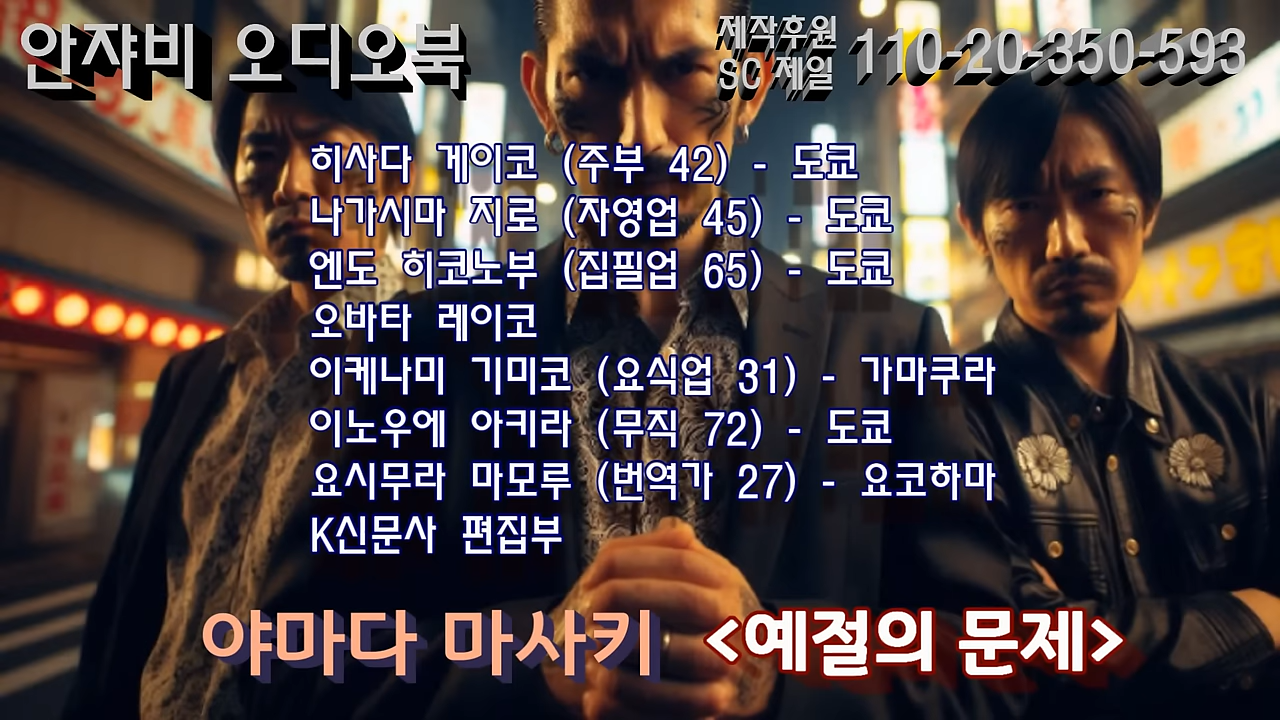 안쟈비 오디오북
제작후원
SC 제일
110-20-350-593
히사다 게이코 (주부 42) - 도쿄
나가시마 지로 (자영업 45) - 도쿄
엔도 히코노부 (집필업 65) - 도쿄
오바타 레이코
이케나미 기미코 (요식업 31) - 가마쿠라
이노우에 아키라 (무직 72) - 도쿄
요시무라 마모루 (번역가 27) - 요코하마
K신문사 편집부
야마다 마사키 <예절의 문제>